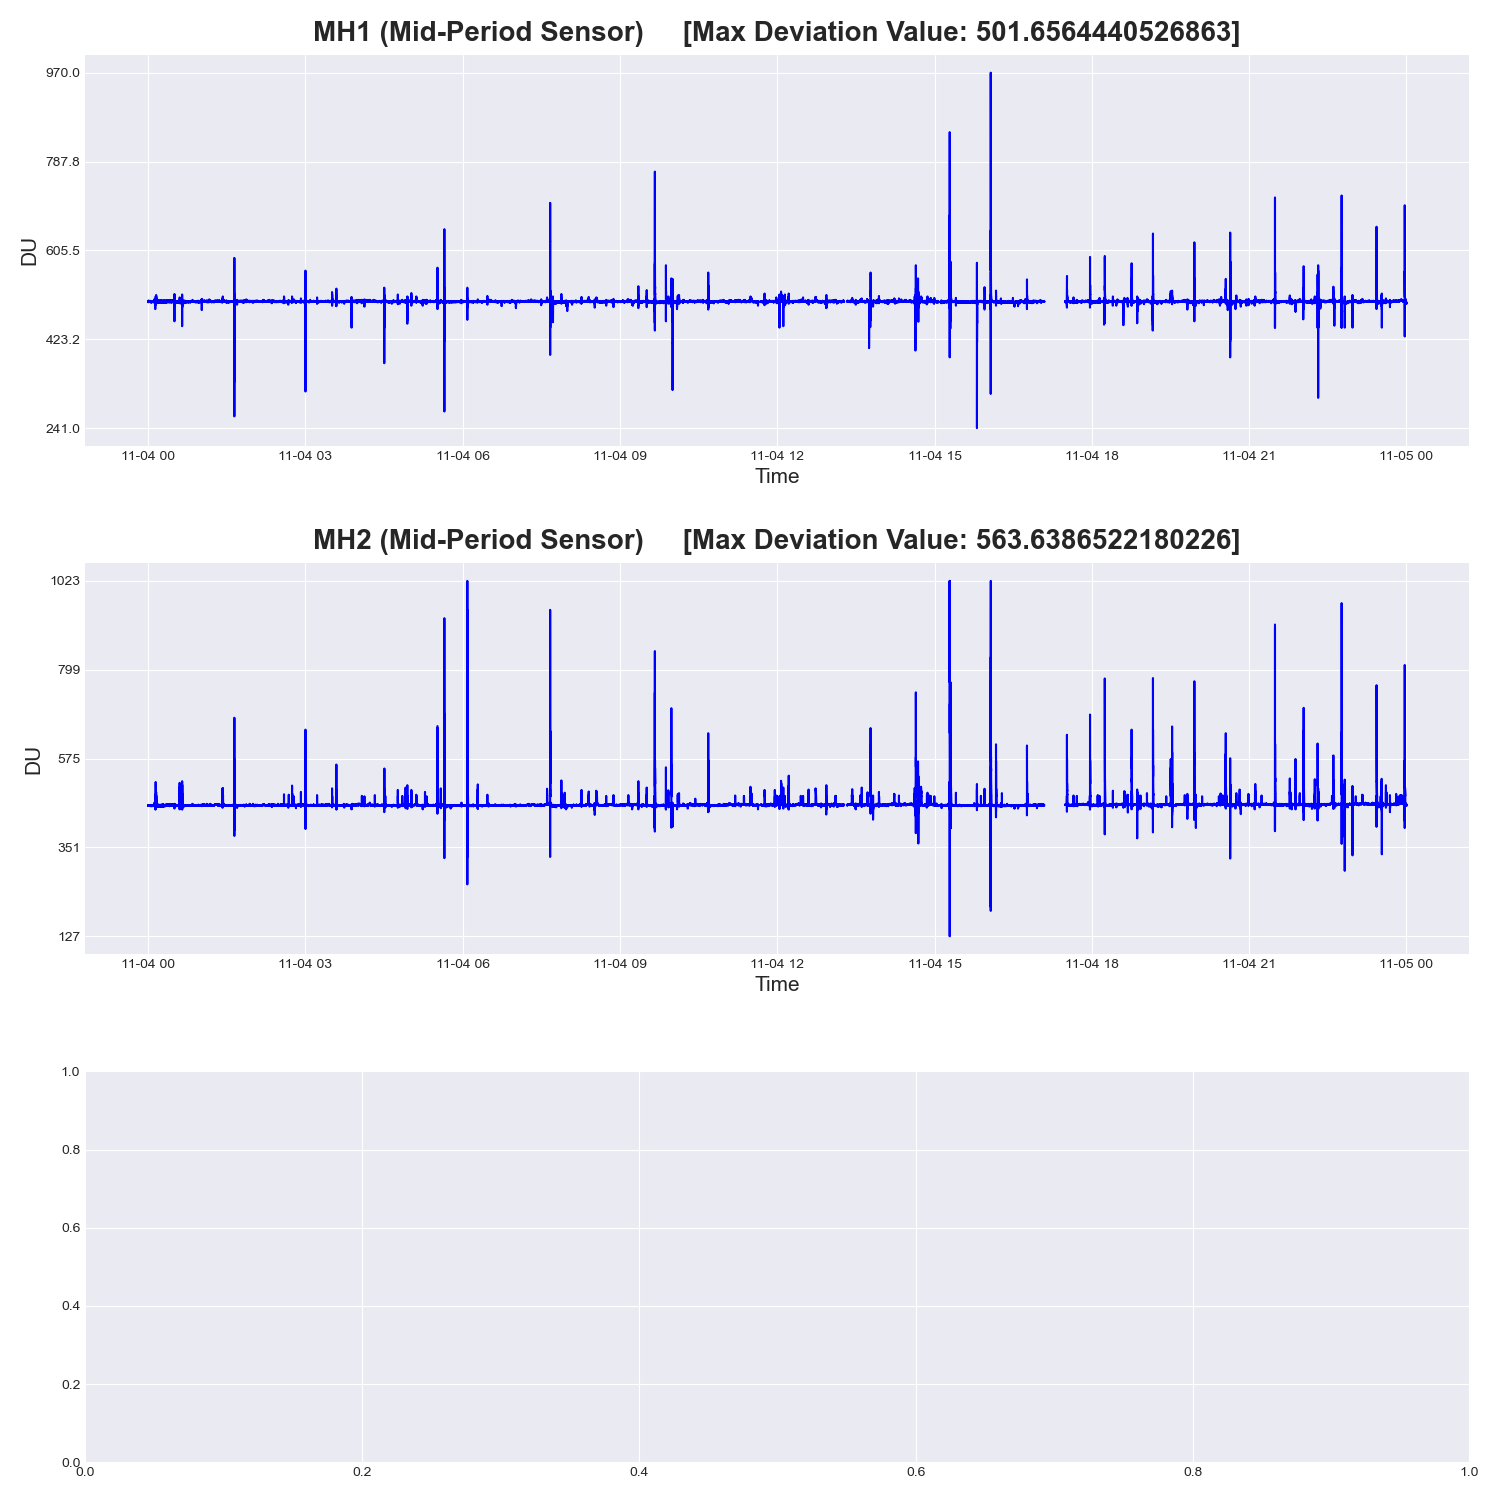 MH1 (Mid-Period Sensor) [Max Deviation Value: 501.6564440526863]
970.0
787.8
605.5
423.2
241.0
DU
11-04 00 11-04 03 11-04 06 11-04 09 11-04 12 11-04 15 11-04 18 11-04 21 11-05 00
Time
MH2 (Mid-Period Sensor) [Max Deviation Value: 563.6386522180226]
1023
799
575
351
127
DU
11-04 00 11-04 03 11-04 06 11-04 09 11-04 12 11-04 15 11-04 18 11-04 21 11-05 00
Time
1.0
0.8
0.6
0.4
0.2
0.0
0.0 0.2 0.4 0.6 0.8 1.0